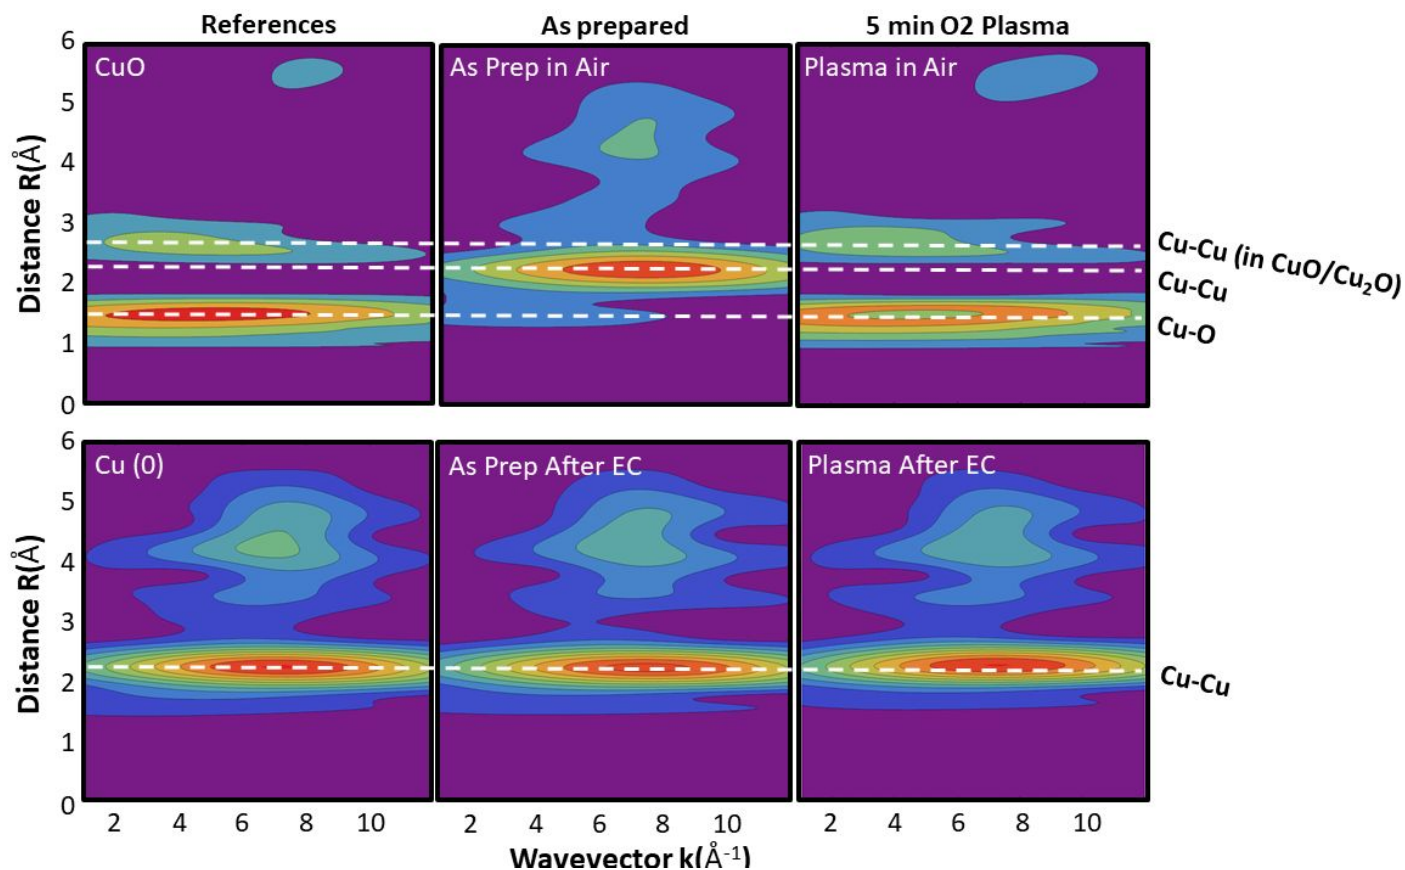 References
As prepared
5 min O2 Plasma
6
5
4
3
2
1
0
Distance R(Å)
CuO
As Prep in Air
Plasma in Air
Cu-Cu (in CuO/Cu₂O)
Cu-Cu
Cu-O
6
5
4
3
2
1
0
Distance R(Å)
Cu (0)
As Prep After EC
Plasma After EC
Cu-Cu
2 4 6 8 10
2 4 6 8 10
2 4 6 8 10
Wavevector k(Å⁻¹)